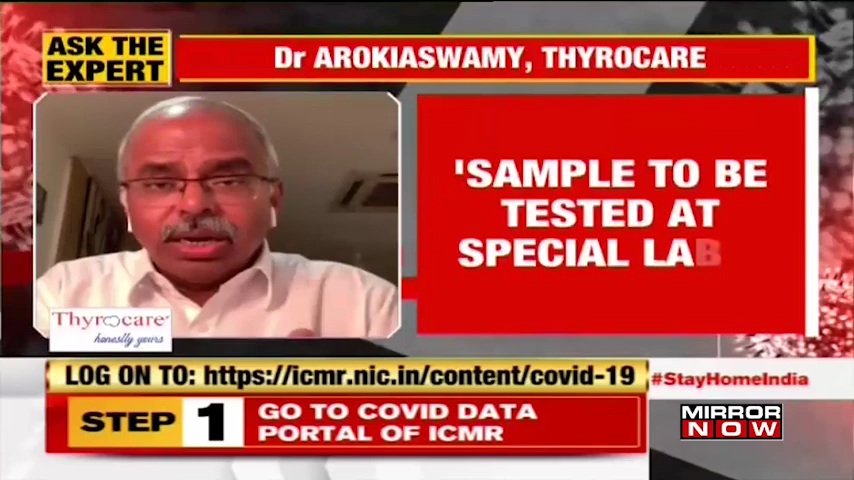 ASK THE
EXPERT
Dr AROKIASWAMY, THYROCARE
'SAMPLE TO BE
TESTED AT
SPECIAL LAB
Thyrocare
honestly yours
LOG ON TO: https://icmr.nic.in/content/covid-19
#StayHomeIndia
STEP 1
GO TO COVID DATA
PORTAL OF ICMR
MIRROR
NOW